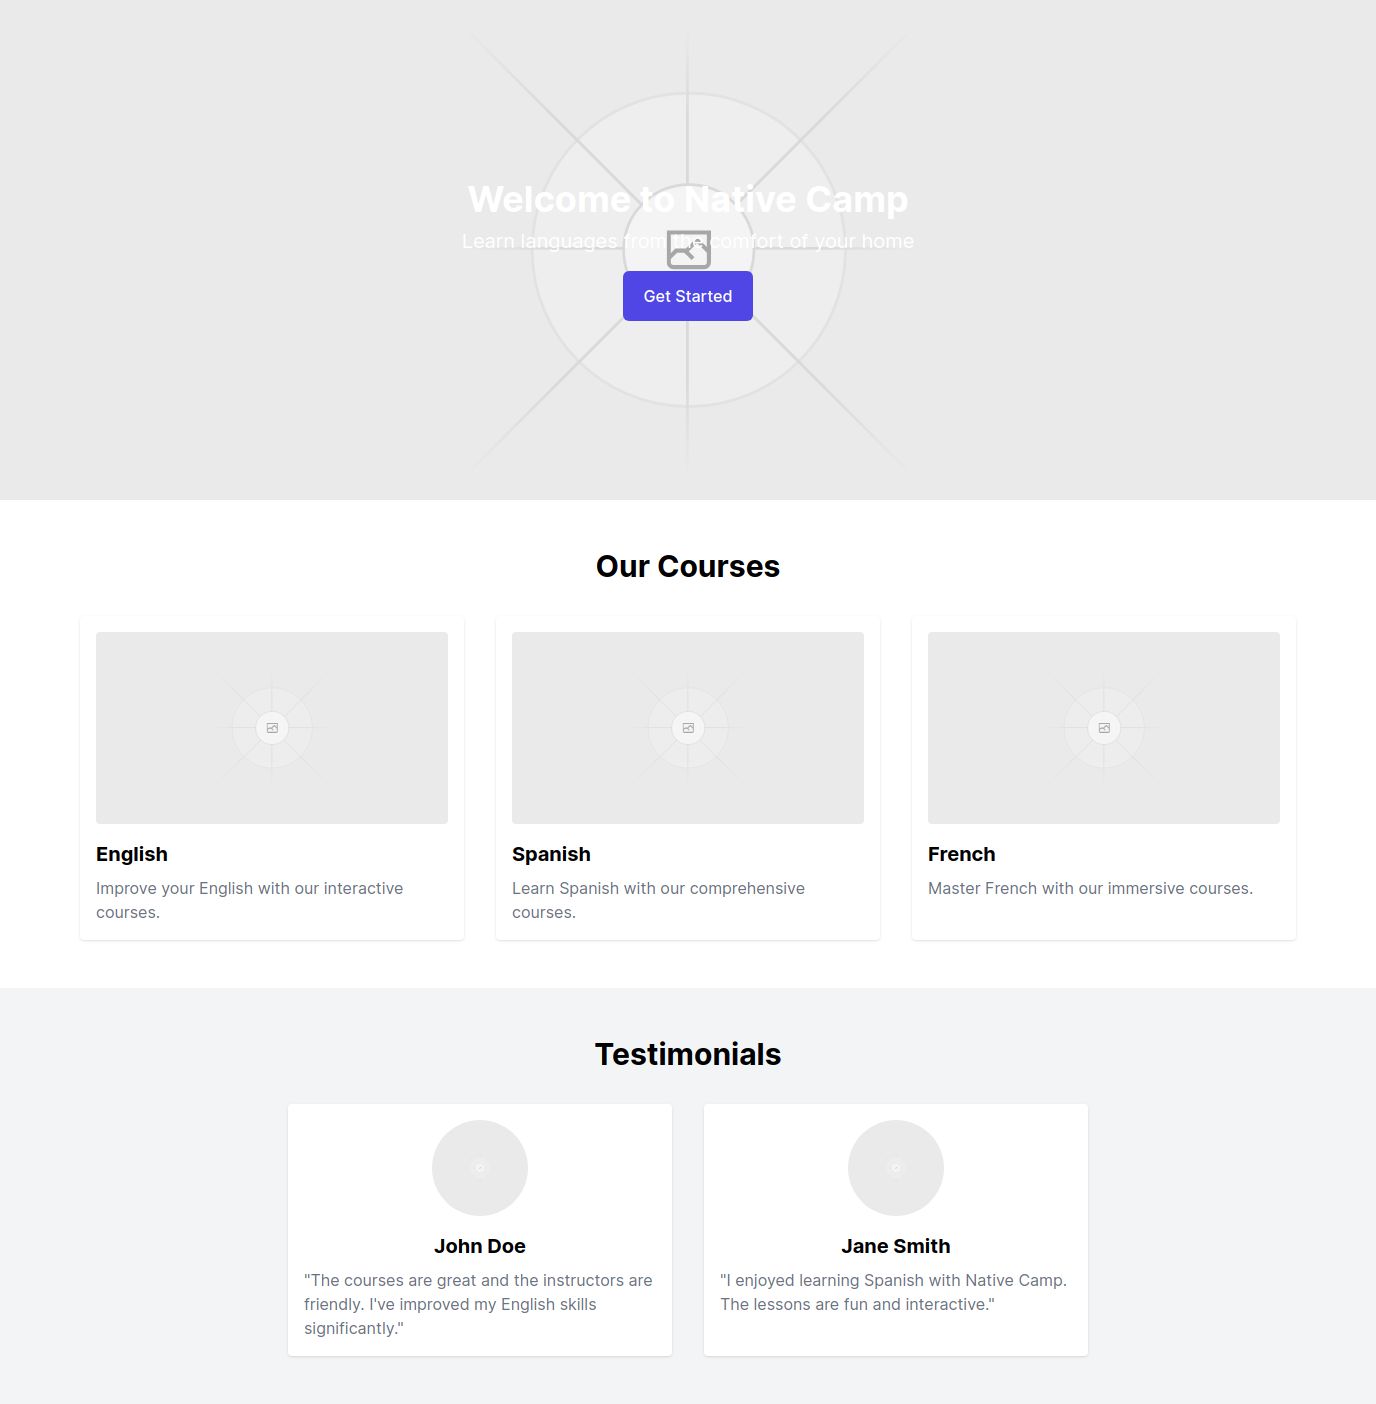 Welcome to Native Camp
Learn languages from the comfort of your home
Get Started
Our Courses
English
Improve your English with our interactive
courses.
Spanish
Learn Spanish with our comprehensive
courses.
French
Master French with our immersive courses.
Testimonials
John Doe
"The courses are great and the instructors are
friendly. I've improved my English skills
significantly."
Jane Smith
"I enjoyed learning Spanish with Native Camp.
The lessons are fun and interactive."